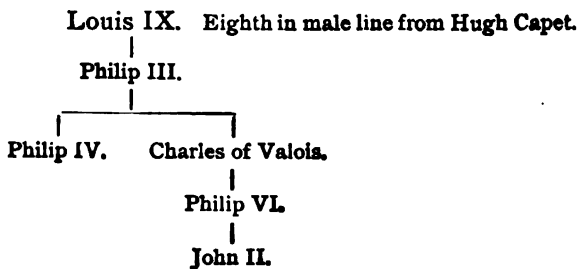 Louis IX. Eighth in male line from Hugh Capet.
Philip III.
Philip IV. Charles of Valois.
Philip VI.
John II.